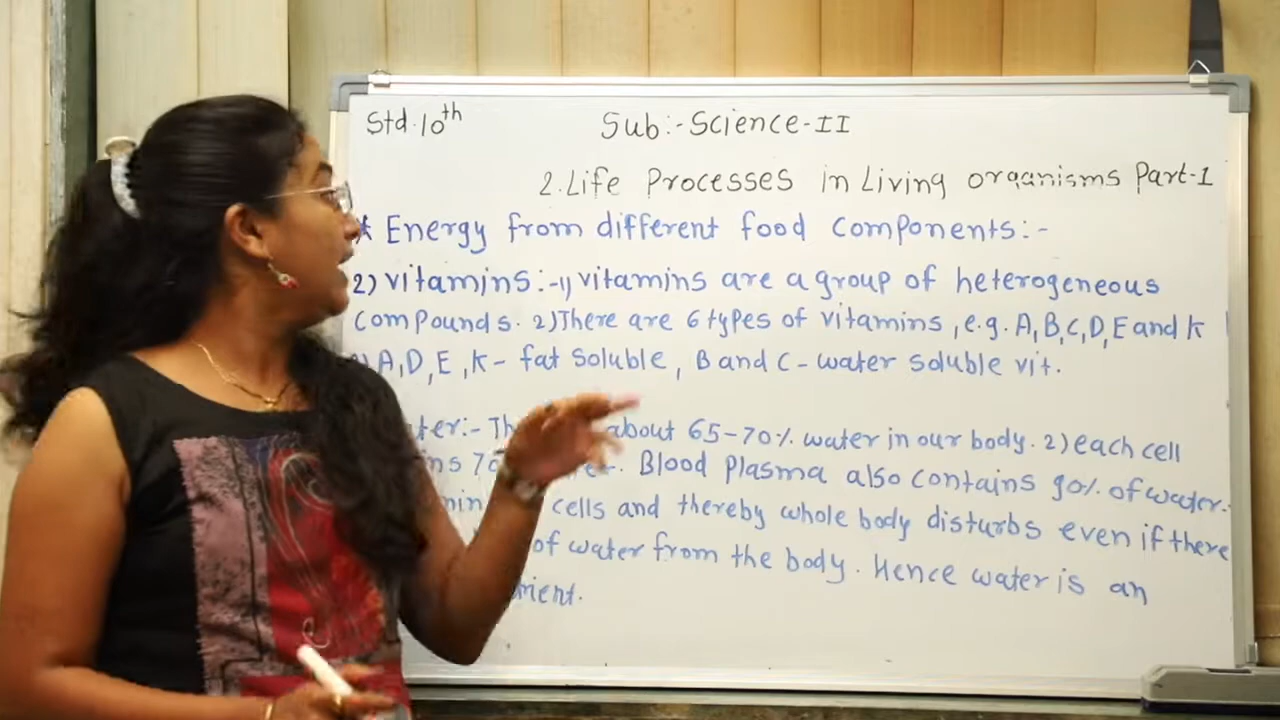 Std.10th
Sub:-Science-II
2.Life Processes in Living organisms Part-1
* Energy from different food components:-
2) vitamins:-1) vitamins are a group of heterogeneous
compounds. 2)There are 6 types of vitamins, e.g. A,B,C,D,E and K
A,D,E,K- fat soluble, B and C- water soluble vit.
about 65-70% water in our body. 2) each cell
Blood plasma also contains 90% of water.
cells and thereby whole body disturbs even if there
of water from the body. Hence water is an